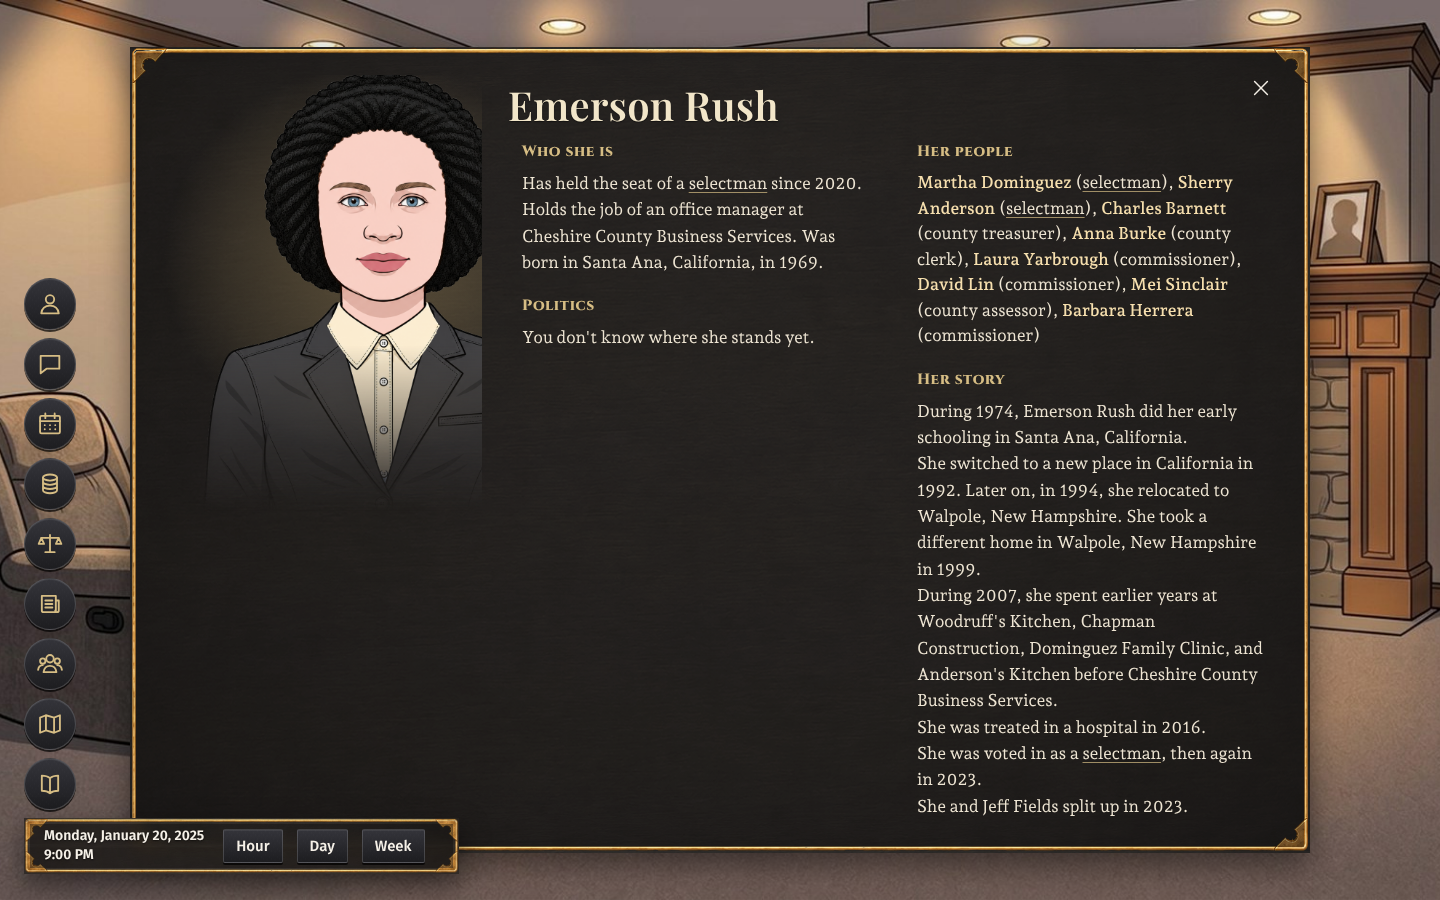 Emerson Rush
Who she is
Has held the seat of a selectman since 2020.
Holds the job of an office manager at
Cheshire County Business Services. Was
born in Santa Ana, California, in 1969.
Politics
You don't know where she stands yet.
Her people
Martha Dominguez (selectman), Sherry
Anderson (selectman), Charles Barnett
(county treasurer), Anna Burke (county
clerk), Laura Yarbrough (commissioner),
David Lin (commissioner), Mei Sinclair
(county assessor), Barbara Herrera
(commissioner)
Her story
During 1974, Emerson Rush did her early
schooling in Santa Ana, California.
She switched to a new place in California in
1992. Later on, in 1994, she relocated to
Walpole, New Hampshire. She took a
different home in Walpole, New Hampshire
in 1999.
During 2007, she spent earlier years at
Woodruff's Kitchen, Chapman
Construction, Dominguez Family Clinic, and
Anderson's Kitchen before Cheshire County
Business Services.
She was treated in a hospital in 2016.
She was voted in as a selectman, then again
in 2023.
She and Jeff Fields split up in 2023.
Monday, January 20, 2025
9:00 PM
Hour
Day
Week